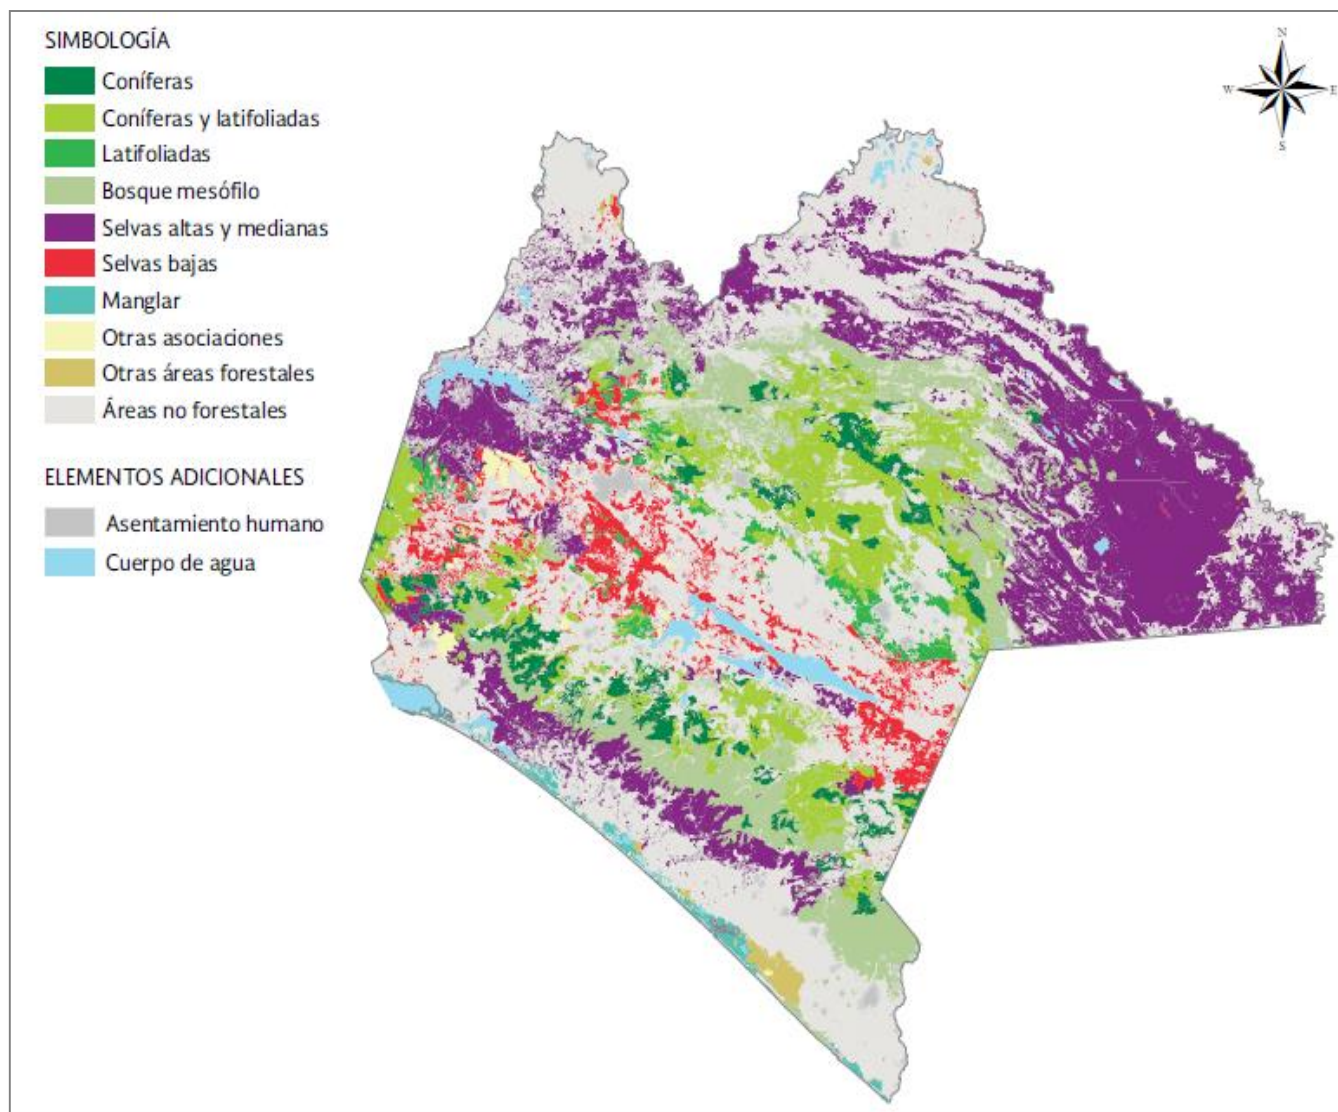 SIMBOLOGÍA
Coníferas
Coníferas y latifoliadas
Latifoliadas
Bosque mesófilo
Selvas altas y medianas
Selvas bajas
Manglar
Otras asociaciones
Otras áreas forestales
Áreas no forestales
ELEMENTOS ADICIONALES
Asentamiento humano
Cuerpo de agua
N
W E
S